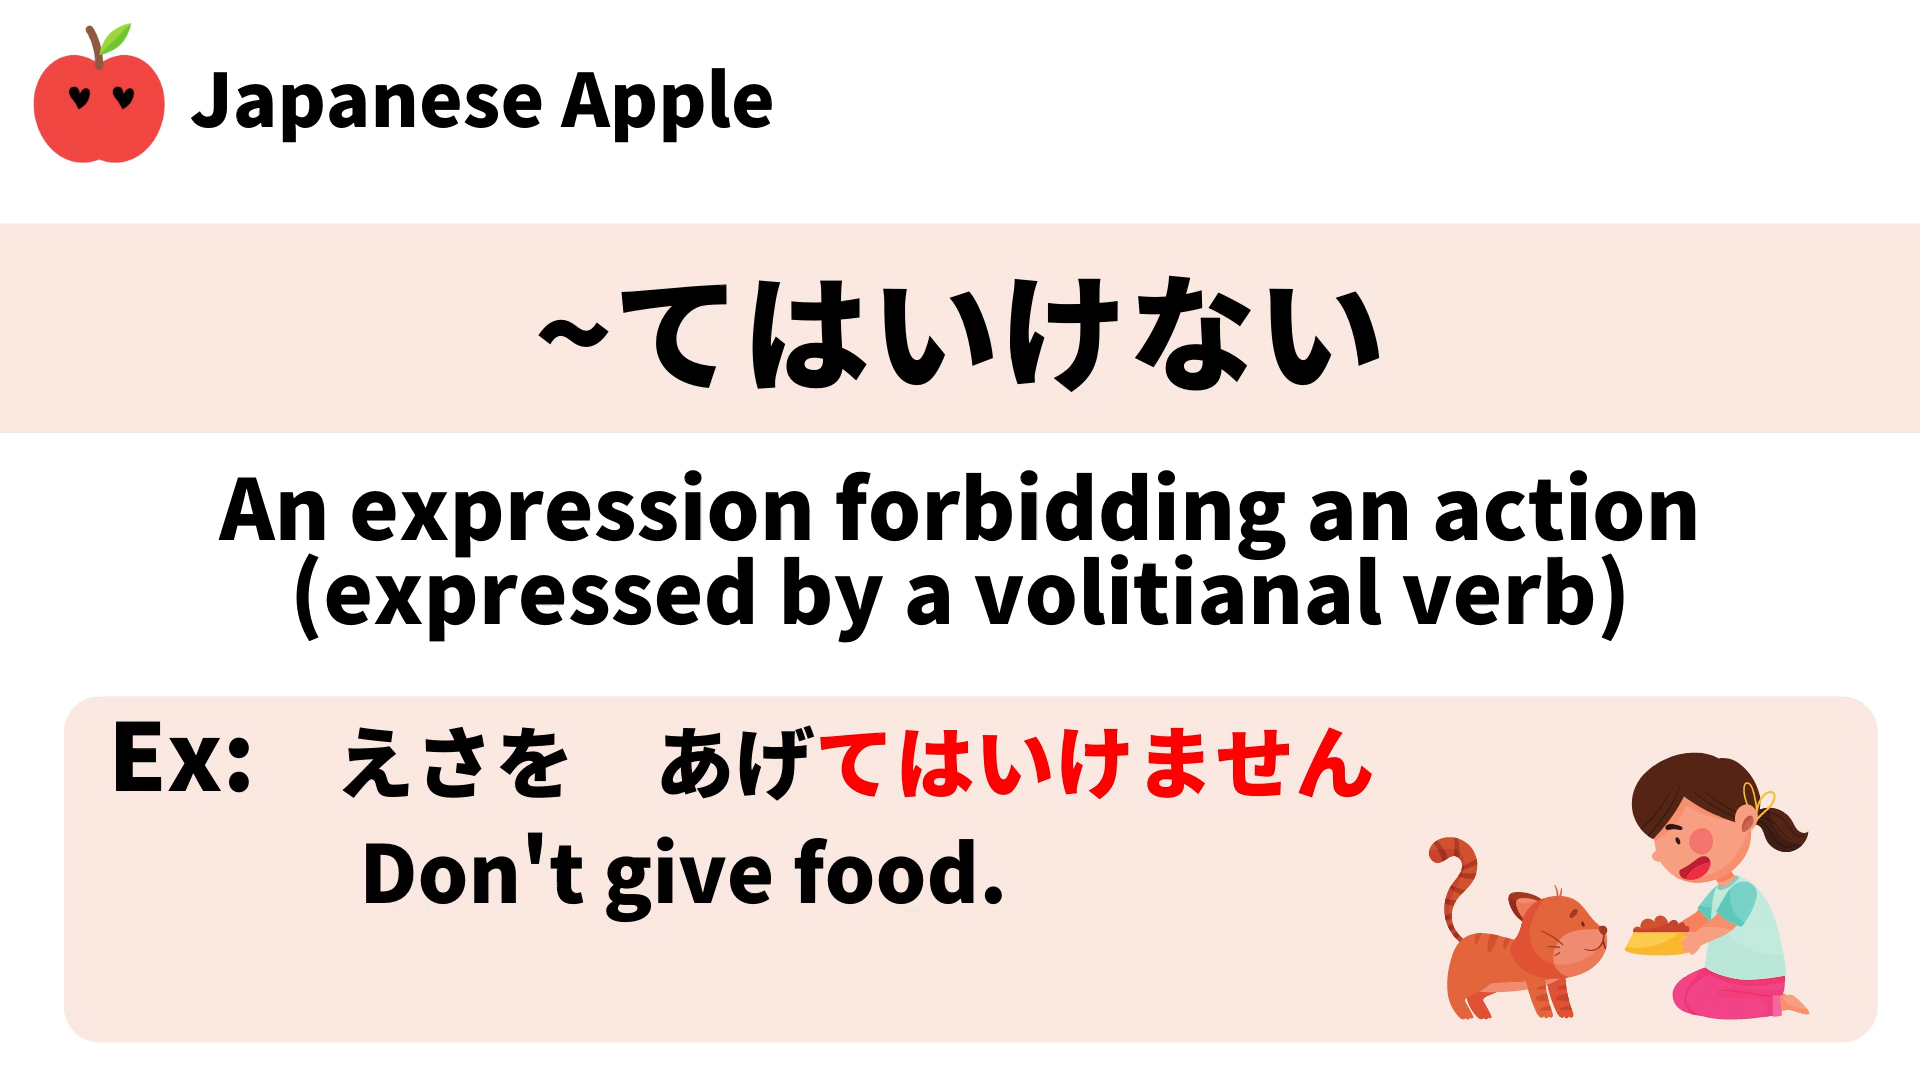 Japanese Apple
~てはいけない
An expression forbidding an action
(expressed by a volitianal verb)
Ex: えさを　あげてはいけません
Don't give food.